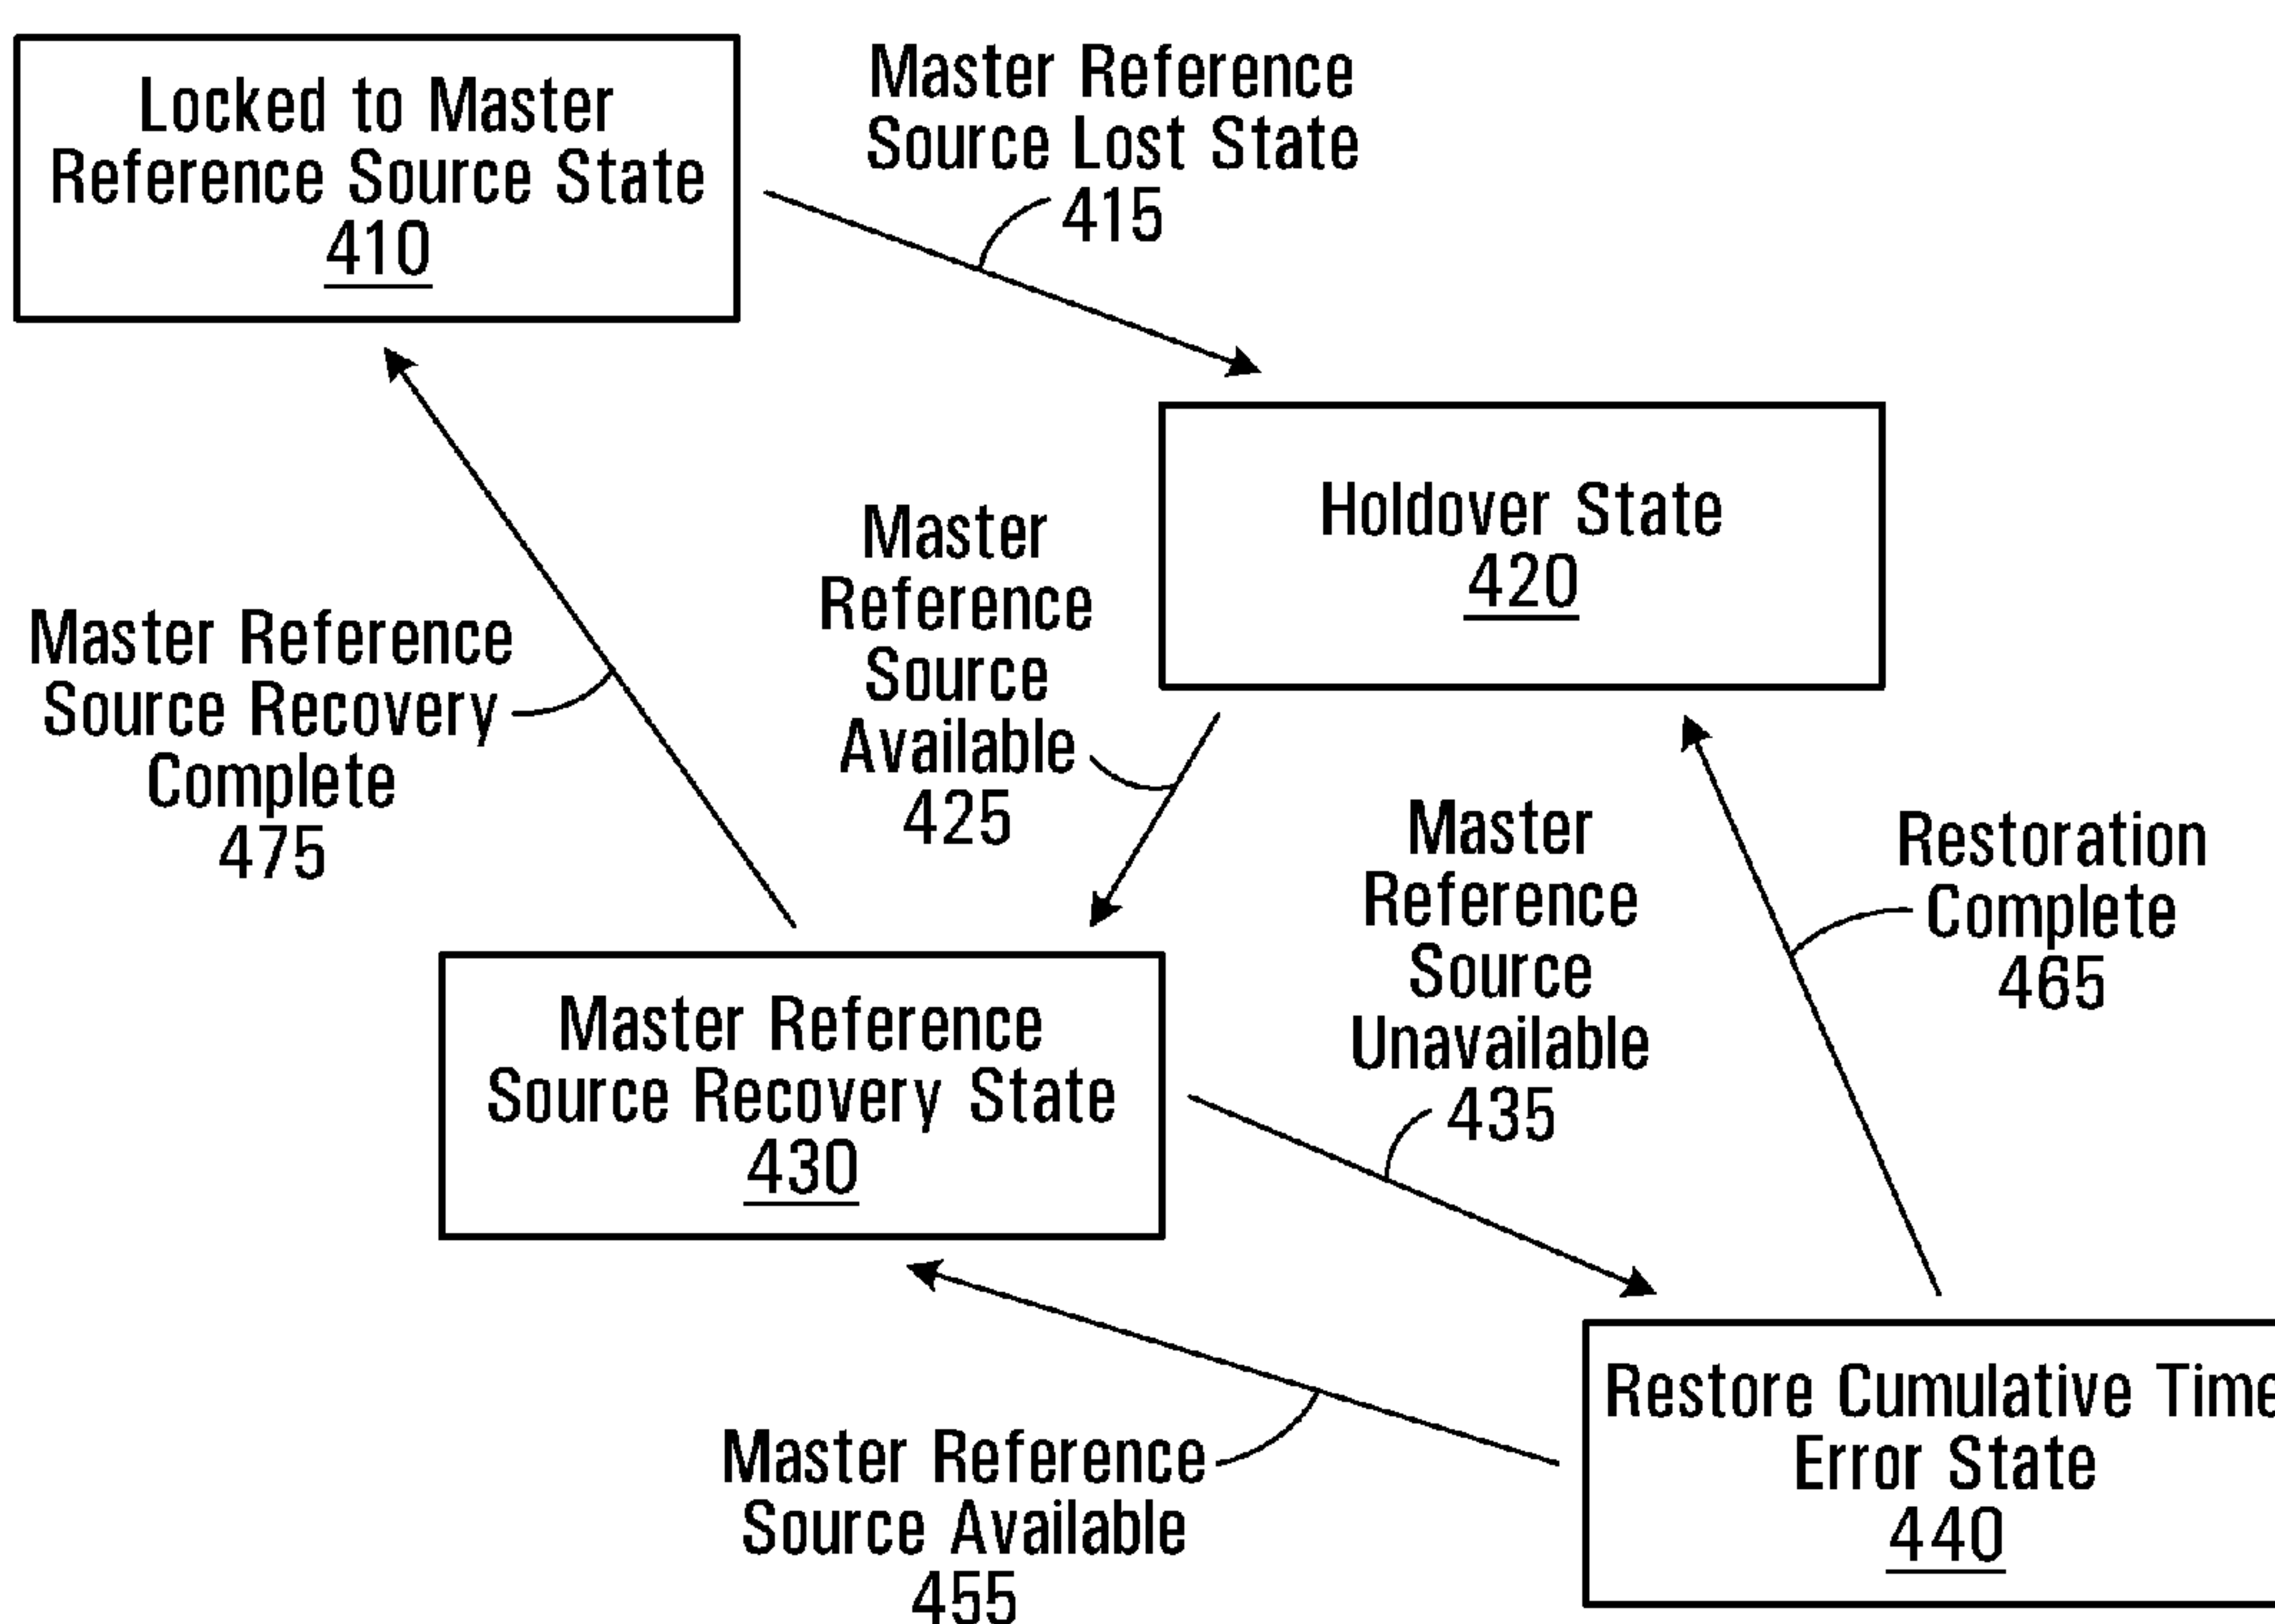 Locked to Master
Reference Source State
410
Master Reference
Source Lost State
415
Holdover State
420
Master
Reference
Source
Available
425
Master Reference
Source Recovery
Complete
475
Master
Reference
Source
Unavailable
435
Restoration
Complete
465
Master Reference
Source Recovery State
430
Restore Cumulative Time
Error State
440
Master Reference
Source Available
455